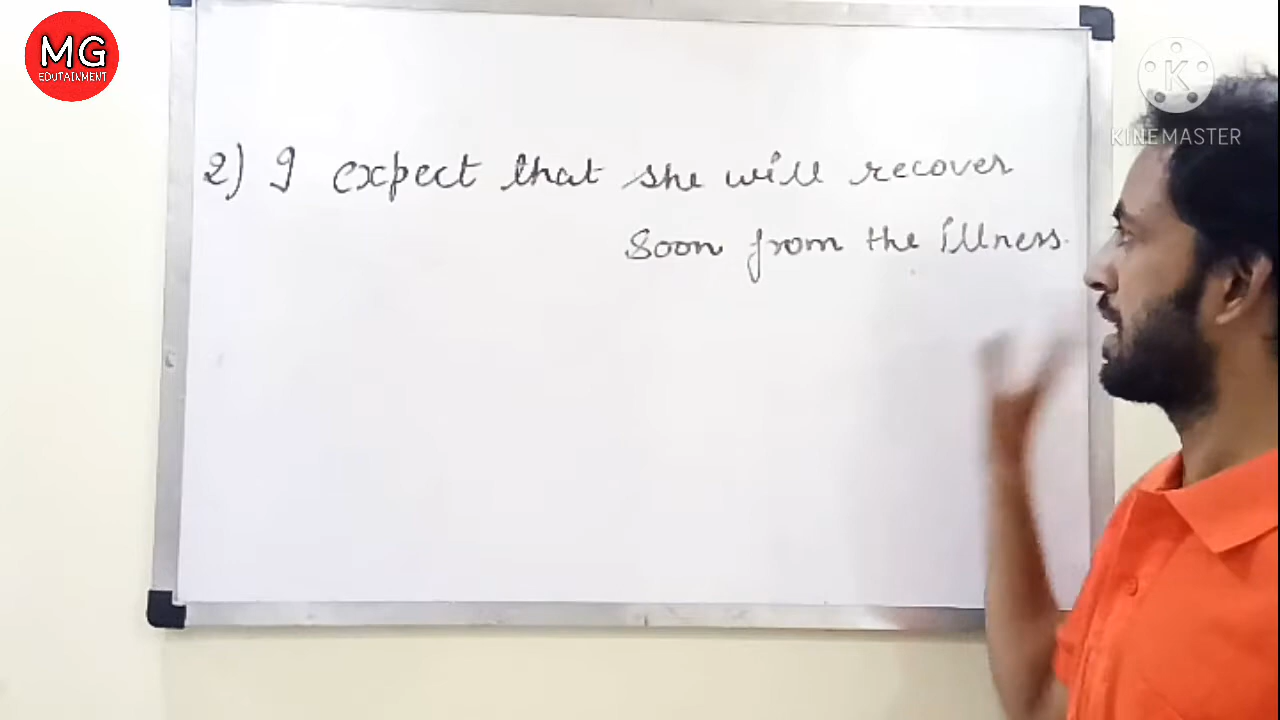 MG
EDUTAINMENT
KINEMASTER
2) I expect that she will recover
soon from the illness.